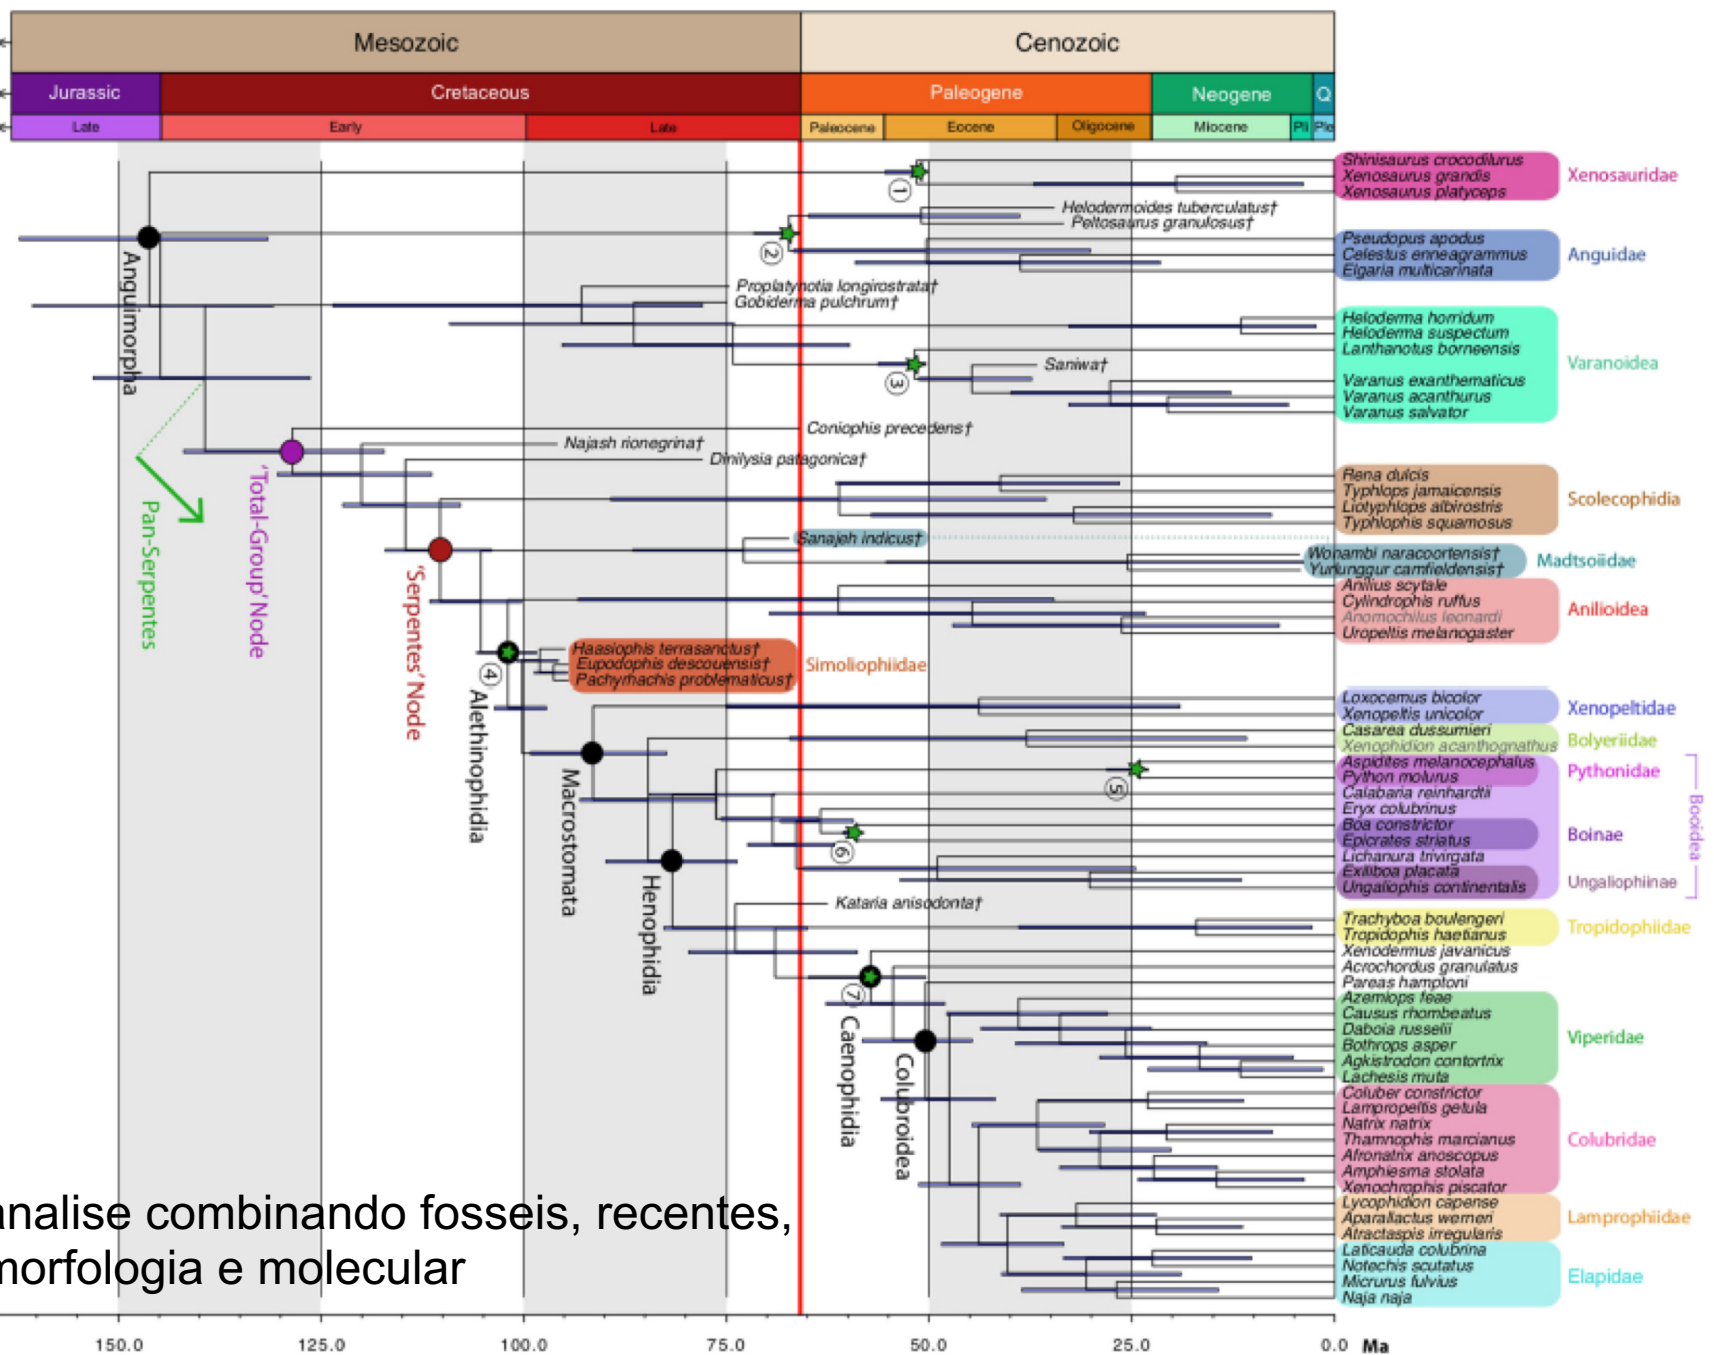 Mesozoic
Cenozoic
Jurassic
Cretaceous
Paleogene
Neogene
Q
Late
Early
Late
Paleocene
Eocene
Oligocene
Miocene
Pli
Ple
Shinisaurus crocodilurus
Xenosaurus grandis
Xenosaurus platyceps
Xenosauridae
1
Helodermoides tuberculatus†
Peltosaurus granulosus†
2
Pseudopus apodus
Celestus enneagrammus
Elgaria multicarinata
Anguidae
Anguimorpha
Proplatynotia longirostrata†
Gobiderma pulchrum†
Heloderma horridum
Heloderma suspectum
Lanthanotus borneensis
Saniwa†
3
Varanus exanthematicus
Varanus acanthurus
Varanus salvator
Varanoidea
Coniophis precedens†
Najash rionegrina†
Dinilysia patagonica†
Pan-Serpentes
'Total-Group' Node
'Serpentes' Node
Rena dulcis
Typhlops jamaicensis
Liotyphlops albirostris
Typhlophis squamosus
Scolecophidia
Sanajeh indicus†
Wonambi naracoortensis†
Yurlunggur camfieldensis†
Madtsoiidae
Anilius scytale
Cylindrophis ruffus
Anomochilus leonardi
Uropeltis melanogaster
Anilioidea
Haasiophis terrasanctus†
Eupodophis descouensis†
Pachyrhachis problematicus†
Simoliophiidae
4
Alethinophidia
Loxocemus bicolor
Xenopeltis unicolor
Xenopeltidae
Casarea dussumieri
Xenophidion acanthognathus
Bolyeriidae
Macrostomata
Aspidites melanocephalus
Python molurus
Pythonidae
5
Calabaria reinhardtii
Eryx colubrinus
Boa constrictor
Epicrates striatus
Boinae
6
Lichanura trivirgata
Exiliboa placata
Ungaliophis continentalis
Ungaliophiinae
Booidea
Henophidia
Kataria anisodonta†
Trachyboa boulengeri
Tropidophis haetianus
Tropidophiidae
Xenodermus javanicus
Acrochordus granulatus
Pareas hamptoni
7
Caenophidia
Colubroidea
Azemiops feae
Causus rhombeatus
Daboia russelii
Bothrops asper
Agkistrodon contortrix
Lachesis muta
Viperidae
Coluber constrictor
Lampropeltis getula
Natrix natrix
Thamnophis marcianus
Afronatrix anoscopus
Amphiesma stolata
Xenochrophis piscator
Colubridae
Lycophidion capense
Aparallactus werneri
Atractaspis irregularis
Lamprophiidae
Laticauda colubrina
Notechis scutatus
Micrurus fulvius
Naja naja
Elapidae
analise combinando fosseis, recentes,
morfologia e molecular
150.0
125.0
100.0
75.0
50.0
25.0
0.0
Ma